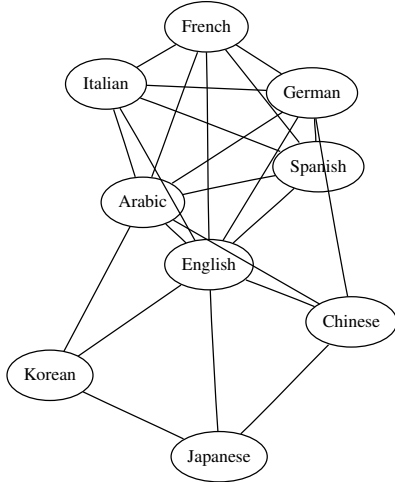 French
Italian
German
Spanish
Arabic
English
Chinese
Korean
Japanese